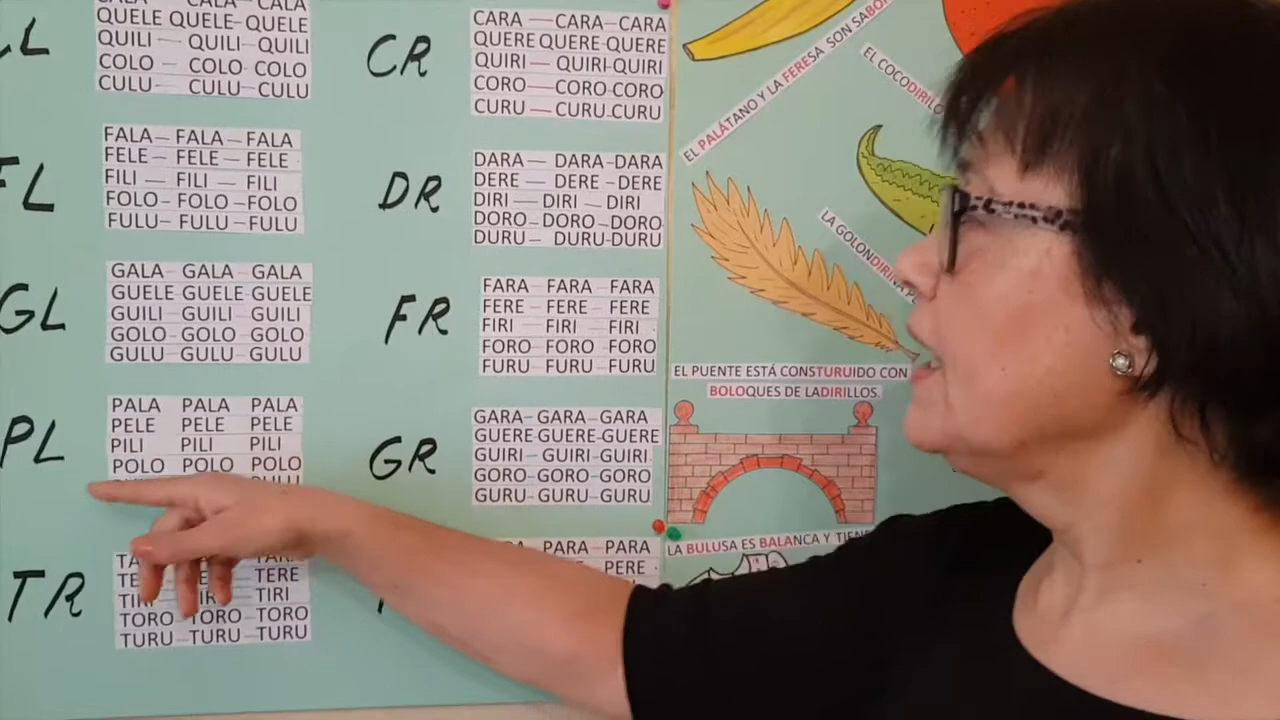 CALA CALA CALA
QUELE QUELE-QUELE
QUILI — QUILI-QUILI
COLO – COLO-COLO
CULU- CULU-CULU
FL
FALA— FALA— FALA
FELE— FELE— FELE
FILI — FILI — FILI
FOLO– FOLO –FOLO
FULU– FULU –FULU
GL
GALA- GALA -GALA
GUELE GUELE-GUELE
GUILI GUILI GUILI
GOLO GOLO GOLO
GULU GULU GULU
PL
PALA PALA PALA
PELE PELE PELE
PILI PILI PILI
POLO POLO POLO
PULU
TR
TERE
TIRI
TORO TORO TORO
TURU –TURU –TURU
CR
CARA — CARA-CARA
QUERE QUERE-QUERE
QUIRI— QUIRI-QUIRI
CORO—CORO-CORO
CURU —CURU-CURU
DR
DARA — DARA-DARA
DERE — DERE –DERE
DIRI — DIRI — DIRI
DORO—DORO–DORO
DURU— DURU-DURU
FR
FARA – FARA – FARA
FERE – FERE – FERE
FIRI – FIRI – FIRI
FORO FORO FORO
FURU –FURU –FURU
GR
GARA– GARA –GARA
GUERE-GUERE-GUERE
GUIRI –GUIRI –GUIRI
GORO –GORO –GORO
GURU –GURU –GURU
PARA –PARA
PERE
EL PALÁTANO Y LA FERESA SON
EL COCODIRILO
LA GOLONDIRINA
EL PUENTE ESTÁ CONSTURUIDO CON
BOLOQUES DE LADIRILLOS.
LA BULUSA ES BALANCA Y